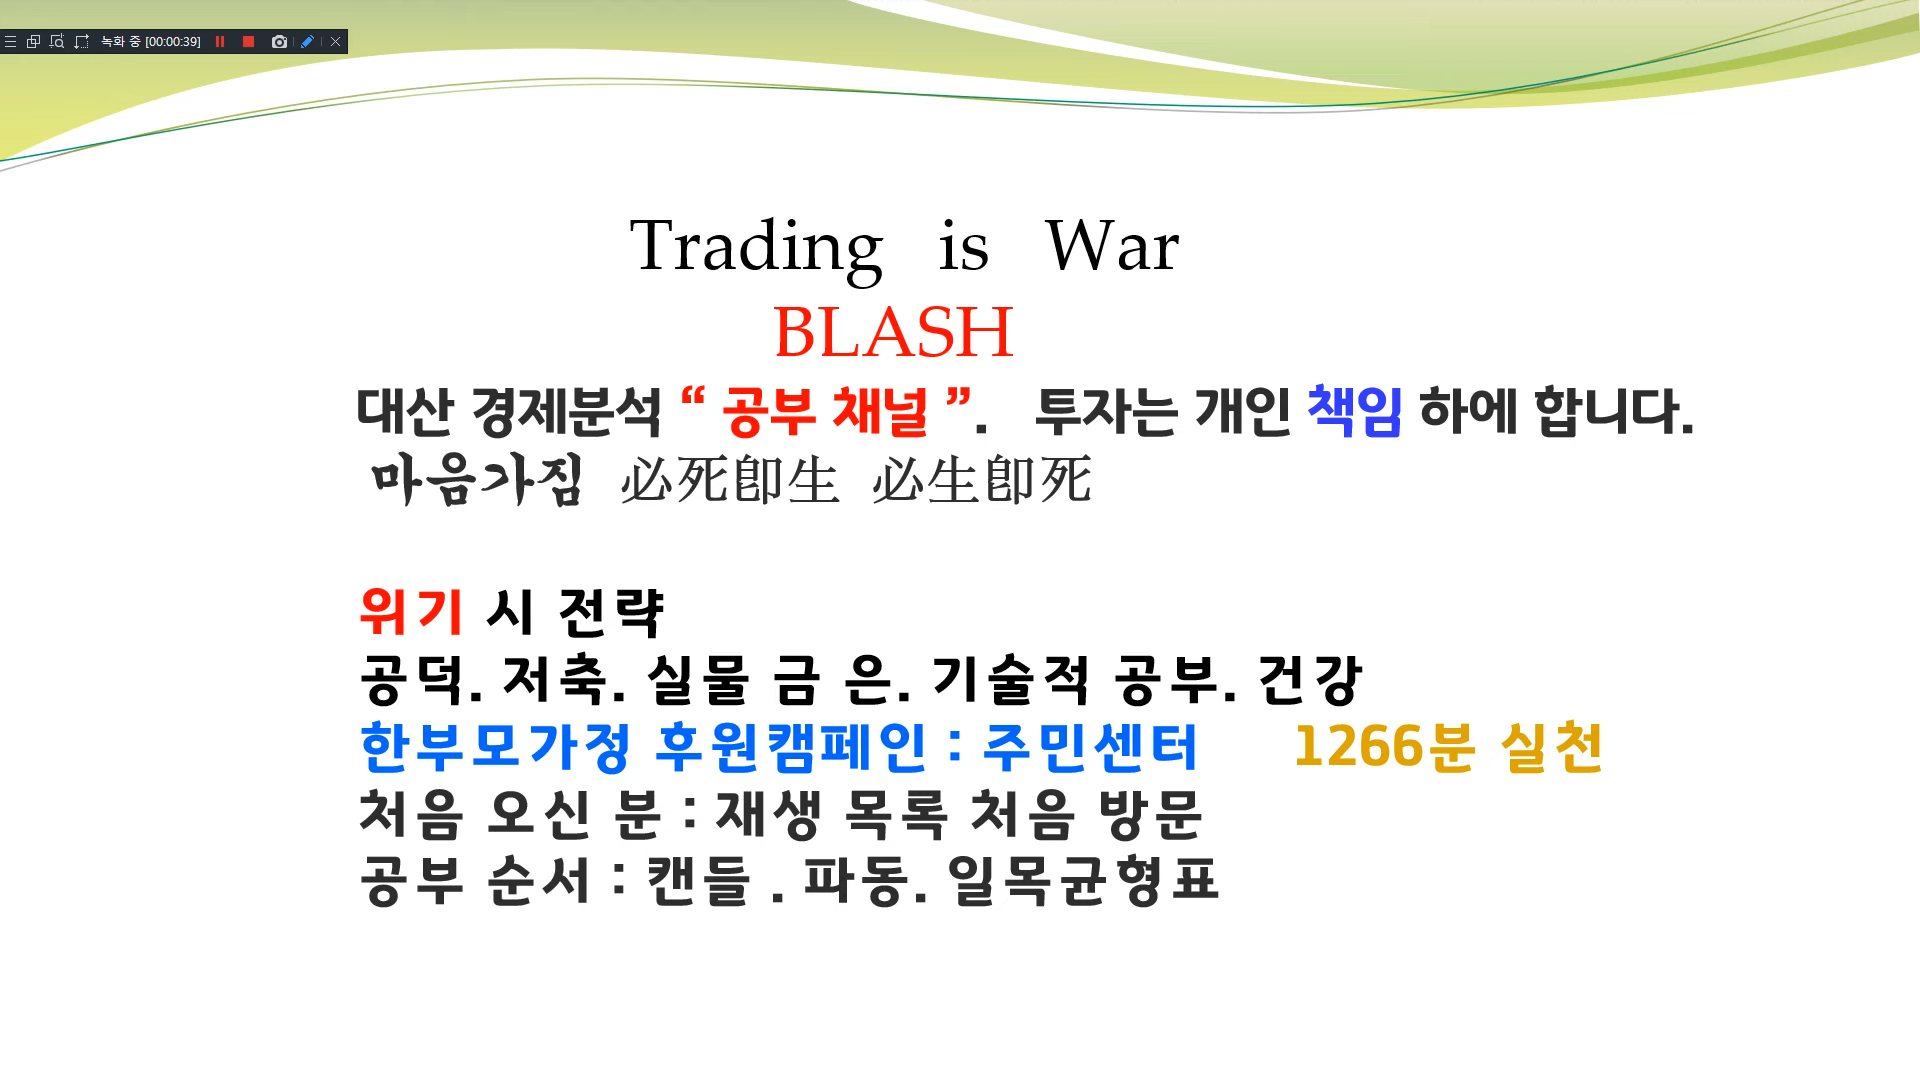 녹화 중 [00:00:39]
Trading is War
BLASH
대산 경제분석 “ 공부 채널 ”. 투자는 개인 책임 하에 합니다.
마음가짐 必死卽生 必生卽死
위기 시 전략
공덕. 저축. 실물 금 은. 기술적 공부. 건강
한부모가정 후원캠페인 : 주민센터 1266분 실천
처음 오신 분 : 재생 목록 처음 방문
공부 순서 : 캔들 . 파동. 일목균형표